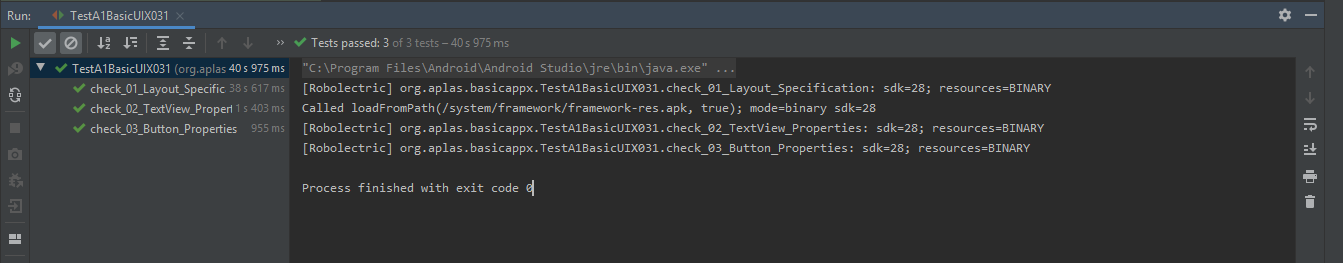 Run: TestA1BasicUIX031
Tests passed: 3 of 3 tests – 40 s 975 ms
TestA1BasicUIX031 (org.aplas 40 s 975 ms
check_01_Layout_Specific 38 s 617 ms
check_02_TextView_Propert 1 s 403 ms
check_03_Button_Properties 955 ms
"C:\Program Files\Android\Android Studio\jre\bin\java.exe" ...
[Robolectric] org.aplas.basicappx.TestA1BasicUIX031.check_01_Layout_Specification: sdk=28; resources=BINARY
Called loadFromPath(/system/framework/framework-res.apk, true); mode=binary sdk=28
[Robolectric] org.aplas.basicappx.TestA1BasicUIX031.check_02_TextView_Properties: sdk=28; resources=BINARY
[Robolectric] org.aplas.basicappx.TestA1BasicUIX031.check_03_Button_Properties: sdk=28; resources=BINARY
Process finished with exit code 0